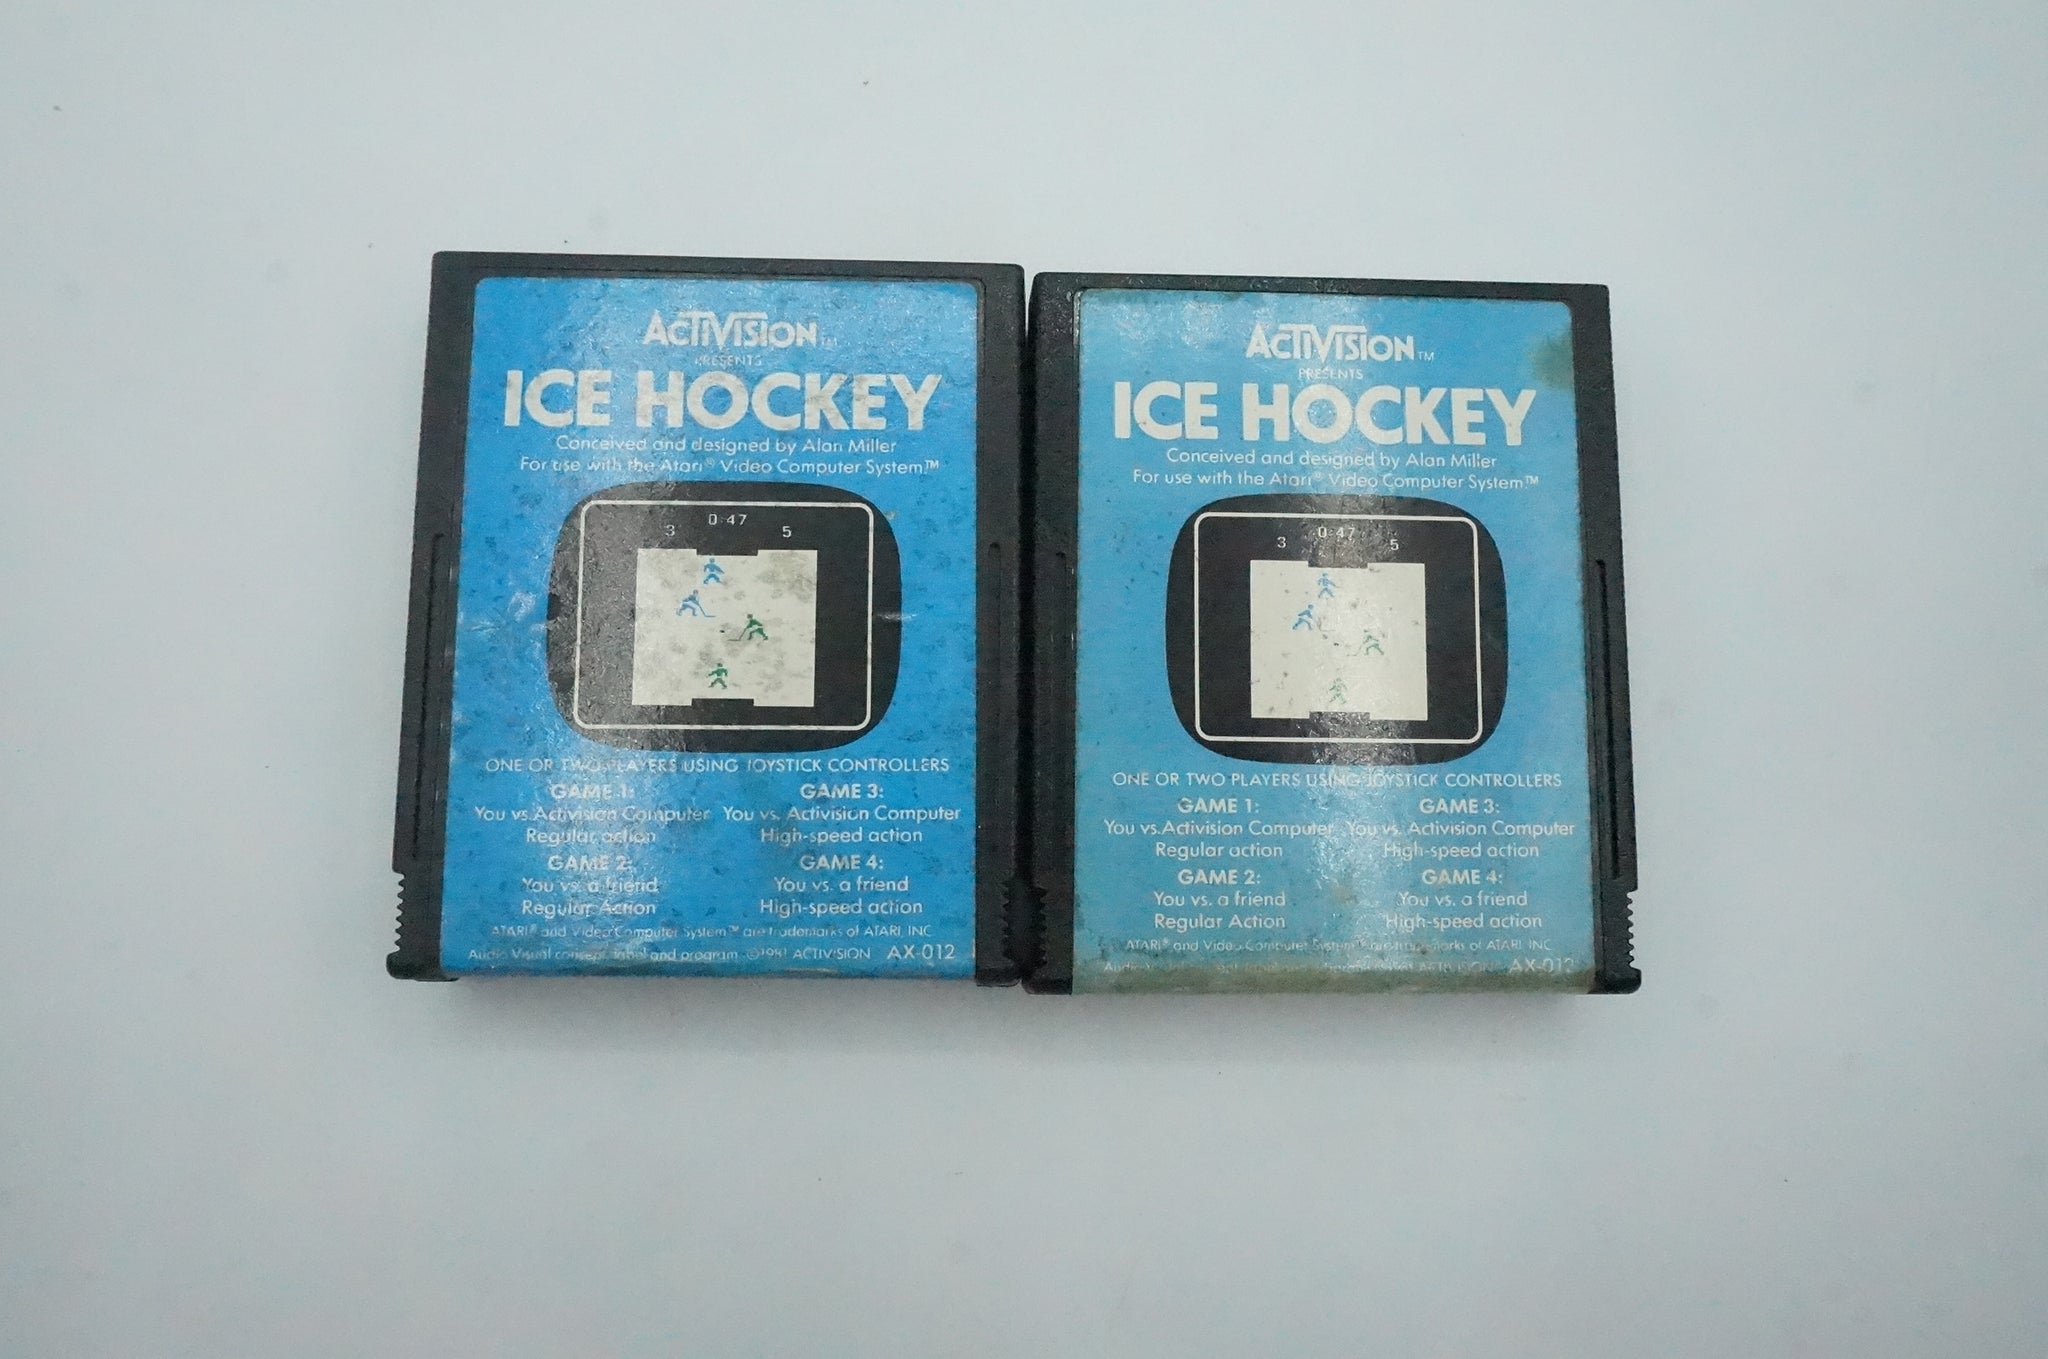 ACTIVISION™
PRESENTS
ICE HOCKEY
Conceived and designed by Alan Miller
For use with the Atari® Video Computer System™
0:47
3 5
ONE OR TWO PLAYERS USING JOYSTICK CONTROLLERS
GAME 1:
You vs. Activision Computer
Regular action
GAME 2:
You vs. a friend
Regular Action
GAME 3:
You vs. Activision Computer
High-speed action
GAME 4:
You vs. a friend
High-speed action
ATARI® and Video Computer System™ are trademarks of ATARI, INC
Audio Visual concept, label and program ©1981 ACTIVISION AX-012
ACTIVISION™
PRESENTS
ICE HOCKEY
Conceived and designed by Alan Miller
For use with the Atari® Video Computer System™
0:47
3 5
ONE OR TWO PLAYERS USING JOYSTICK CONTROLLERS
GAME 1:
You vs. Activision Computer
Regular action
GAME 2:
You vs. a friend
Regular Action
GAME 3:
You vs. Activision Computer
High-speed action
GAME 4:
You vs. a friend
High-speed action
ATARI® and Video Computer System™ are trademarks of ATARI, INC
ACTIVISION AX-012